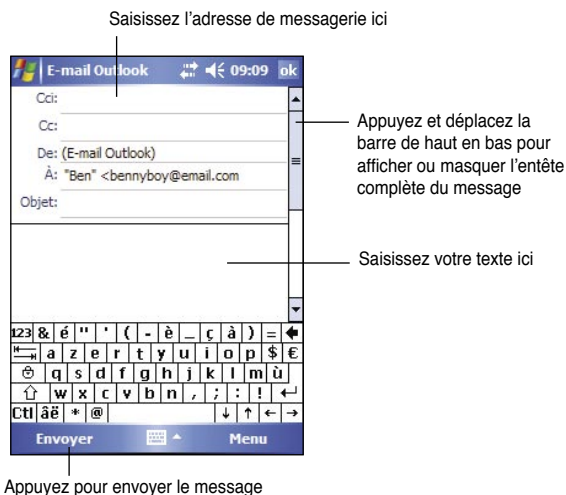 Saisissez l'adresse de messagerie ici
E-mail Outlook 09:09 ok
Cci:
Cc:
De: (E-mail Outlook)
À: "Ben" <bennyboy@email.com
Objet:
Appuyez et déplacez la
barre de haut en bas pour
afficher ou masquer l'entête
complète du message
Saisissez votre texte ici
123 & é " ' ( - è _ ç à ) =
a z e r t y u i o p $ €
q s d f g h j k l m ù
w x c v b n , ; : !
Ctl áë * @ ↓ ↑ ← →
Envoyer Menu
Appuyez pour envoyer le message